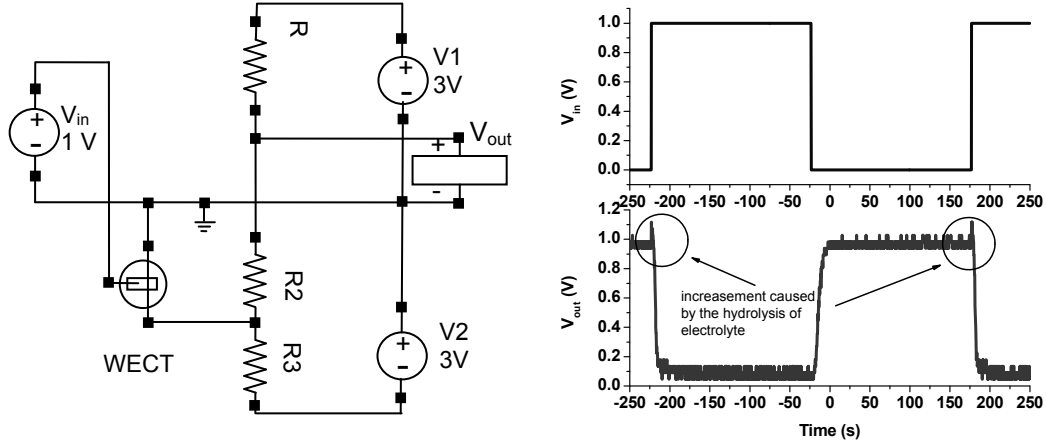 R
V1
3V
+
-
Vin
1 V
+
-
Vout
+
-
R2
WECT
R3
V2
3V
+
-
Vin (V)
1.0
0.8
0.6
0.4
0.2
0.0
-250 -200 -150 -100 -50 0 50 100 150 200 250
Vout (V)
1.2
1.0
0.8
0.6
0.4
0.2
0.0
increasement caused
by the hydrolysis of
electrolyte
-250 -200 -150 -100 -50 0 50 100 150 200 250
Time (s)